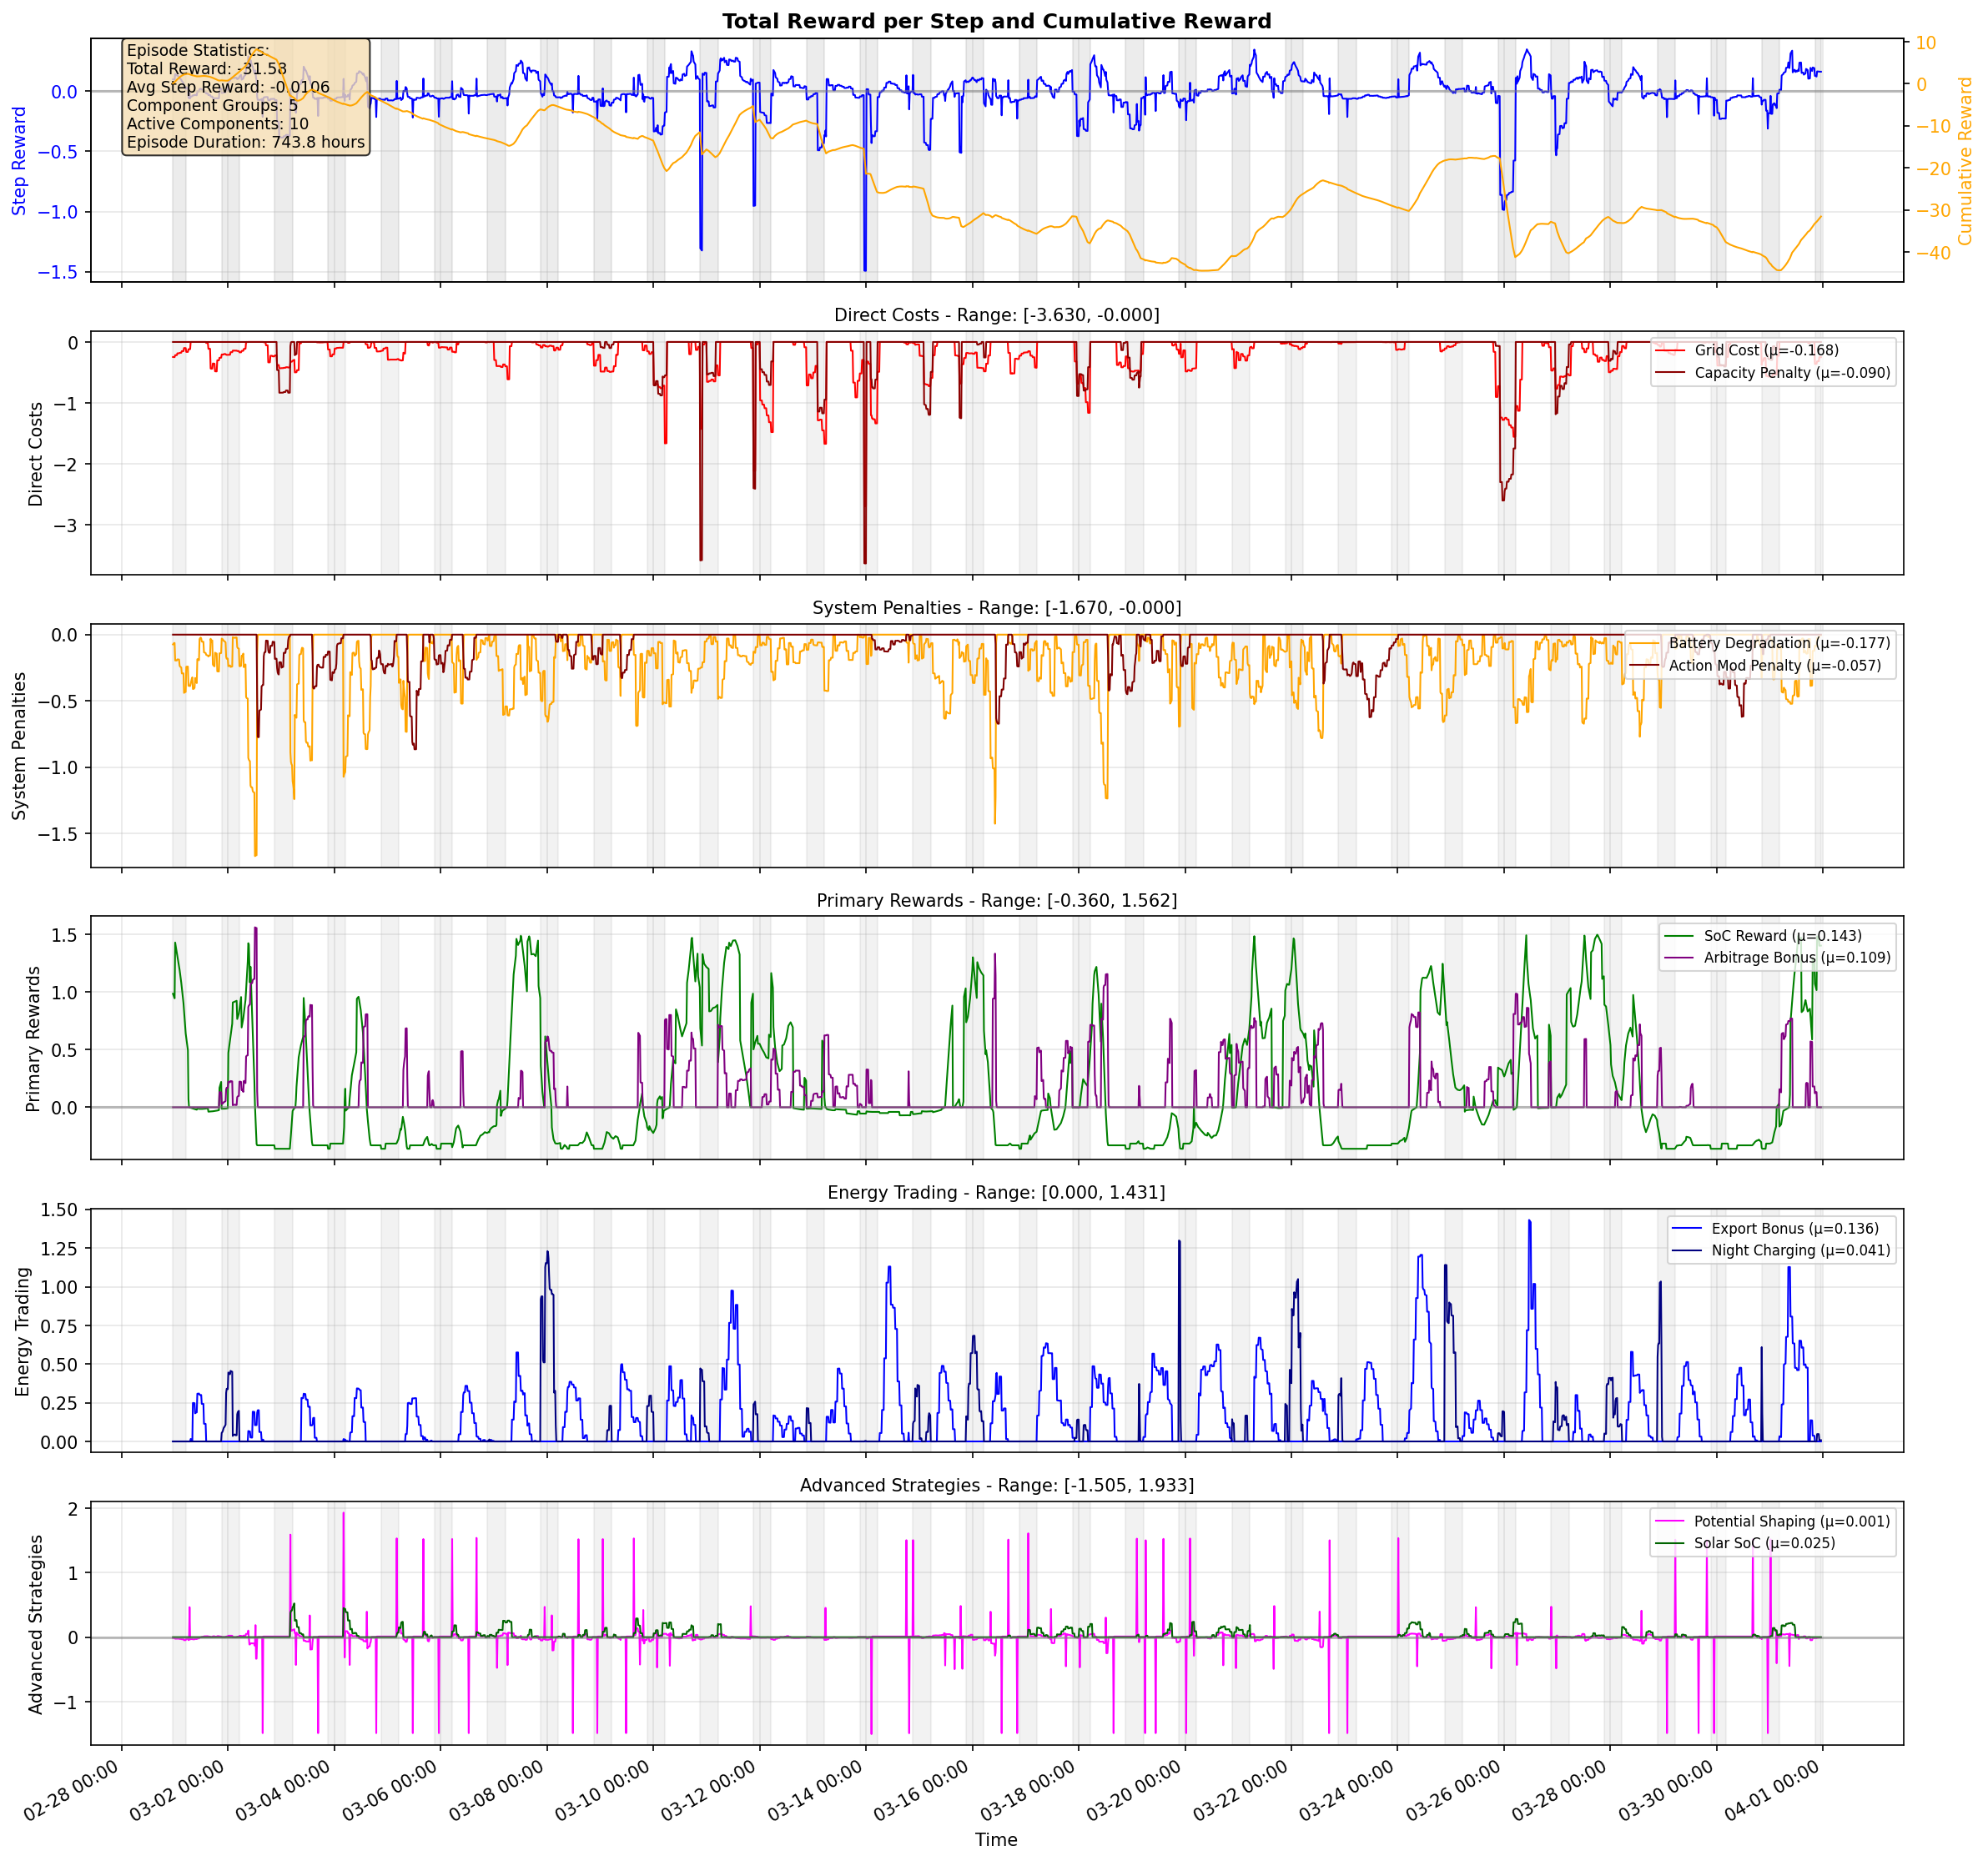 Total Reward per Step and Cumulative Reward
Episode Statistics:
Total Reward: -31.53
Avg Step Reward: -0.0106
Component Groups: 5
Active Components: 10
Episode Duration: 743.8 hours
Step Reward
0.0
−0.5
−1.0
−1.5
10
0
−10
−20
−30
−40
Cumulative Reward
Direct Costs - Range: [-3.630, -0.000]
Direct Costs
0
−1
−2
−3
Grid Cost (μ=-0.168)
Capacity Penalty (μ=-0.090)
System Penalties - Range: [-1.670, -0.000]
System Penalties
0.0
−0.5
−1.0
−1.5
Battery Degradation (μ=-0.177)
Action Mod Penalty (μ=-0.057)
Primary Rewards - Range: [-0.360, 1.562]
Primary Rewards
1.5
1.0
0.5
0.0
SoC Reward (μ=0.143)
Arbitrage Bonus (μ=0.109)
Energy Trading - Range: [0.000, 1.431]
Energy Trading
1.50
1.25
1.00
0.75
0.50
0.25
0.00
Export Bonus (μ=0.136)
Night Charging (μ=0.041)
Advanced Strategies - Range: [-1.505, 1.933]
Advanced Strategies
2
1
0
−1
Potential Shaping (μ=0.001)
Solar SoC (μ=0.025)
02-28 00:00
03-02 00:00
03-04 00:00
03-06 00:00
03-08 00:00
03-10 00:00
03-12 00:00
03-14 00:00
03-16 00:00
03-18 00:00
03-20 00:00
03-22 00:00
03-24 00:00
03-26 00:00
03-28 00:00
03-30 00:00
04-01 00:00
Time